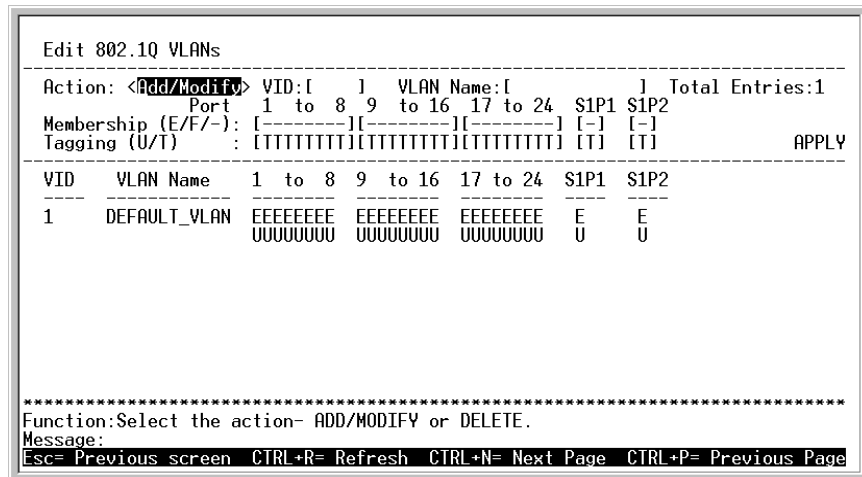 Edit 802.1Q VLANs
Action: <Add/Modify> VID:[    ]   VLAN Name:[            ]  Total Entries:1
Port   1  to  8 9  to 16  17 to 24  S1P1 S1P2
Membership (E/F/-): [--------][--------][--------] [-]  [-]
Tagging (U/T)     : [TTTTTTTT][TTTTTTTT][TTTTTTTT] [T]  [T]            APPLY
VID   VLAN Name   1  to  8  9  to 16  17 to 24  S1P1  S1P2
1     DEFAULT_VLAN  EEEEEEEE  EEEEEEEE  EEEEEEEE   E     E
UUUUUUUU  UUUUUUUU  UUUUUUUU   U     U
*******************************************************************************
Function:Select the action- ADD/MODIFY or DELETE.
Message:
Esc= Previous screen  CTRL+R= Refresh  CTRL+N= Next Page  CTRL+P= Previous Page